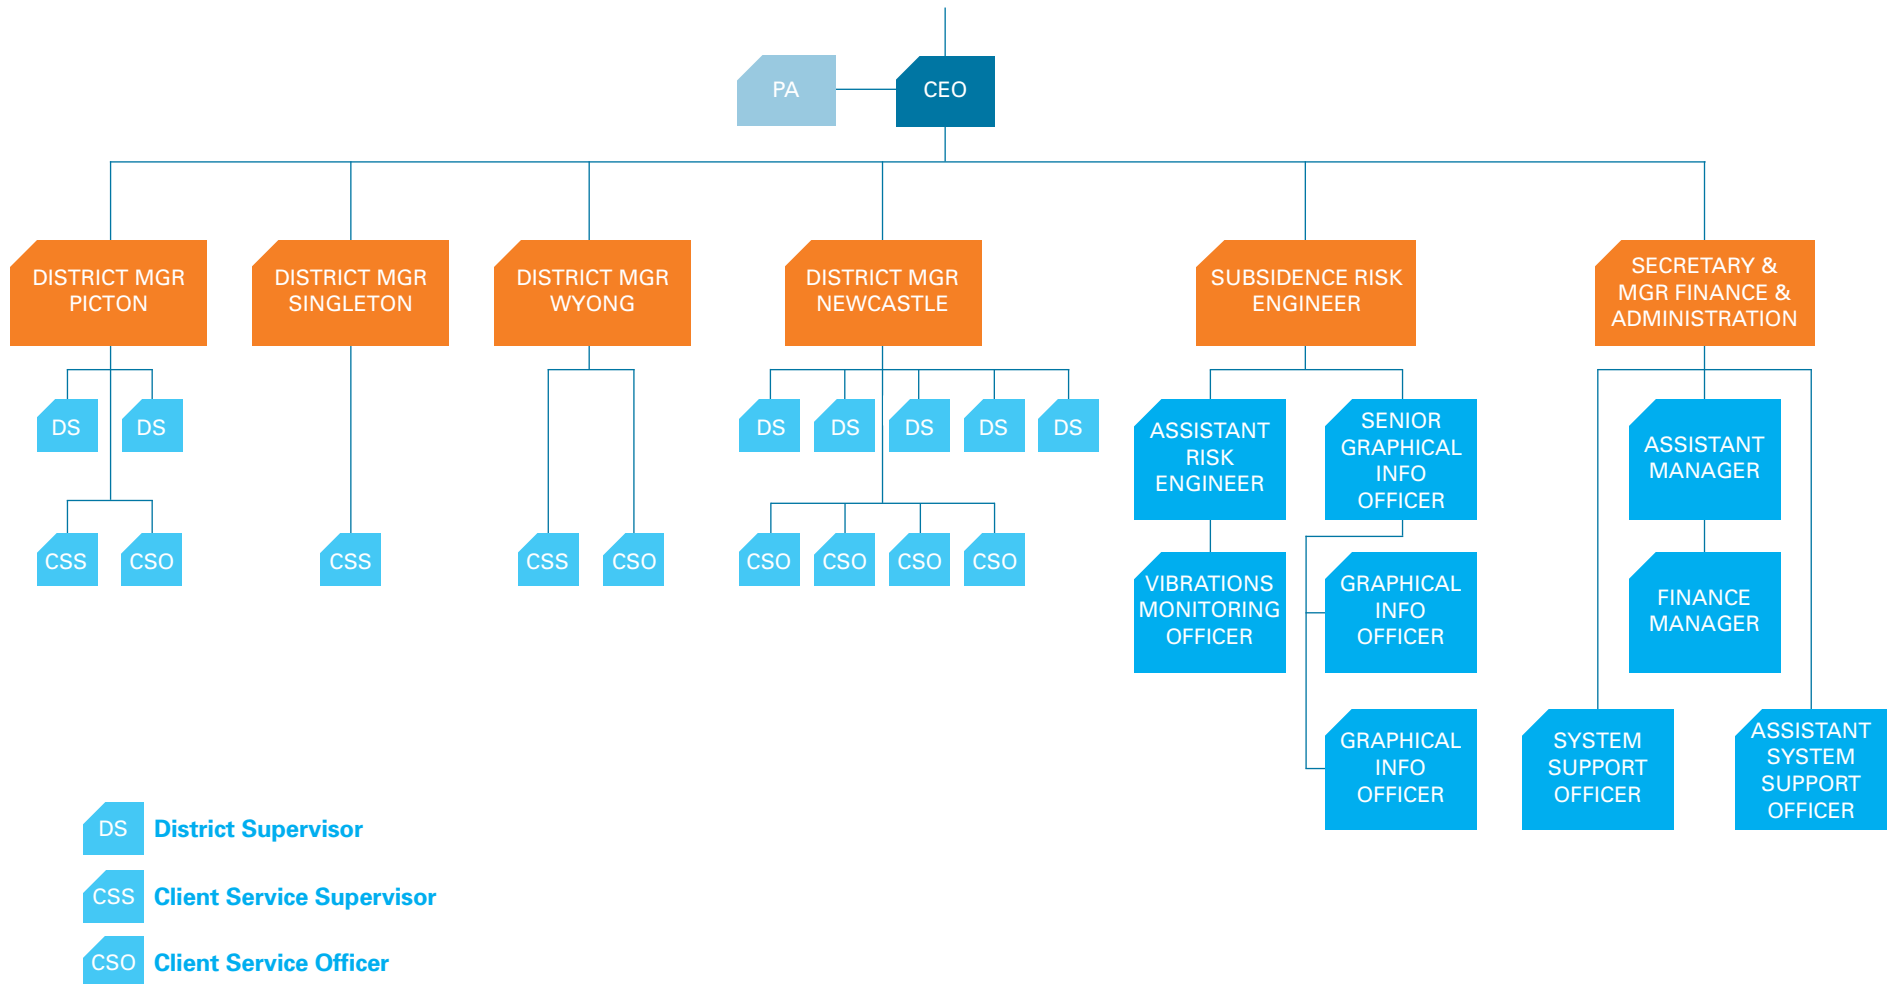 PA
CEO
DISTRICT MGR
PICTON
DISTRICT MGR
SINGLETON
DISTRICT MGR
WYONG
DISTRICT MGR
NEWCASTLE
SUBSIDENCE RISK
ENGINEER
SECRETARY &
MGR FINANCE &
ADMINISTRATION
DS
DS
DS
DS
DS
DS
DS
CSS
CSO
CSS
CSS
CSO
CSO
CSO
CSO
CSO
ASSISTANT
RISK
ENGINEER
SENIOR
GRAPHICAL
INFO
OFFICER
ASSISTANT
MANAGER
VIBRATIONS
MONITORING
OFFICER
GRAPHICAL
INFO
OFFICER
FINANCE
MANAGER
GRAPHICAL
INFO
OFFICER
SYSTEM
SUPPORT
OFFICER
ASSISTANT
SYSTEM
SUPPORT
OFFICER
DS District Supervisor
CSS Client Service Supervisor
CSO Client Service Officer